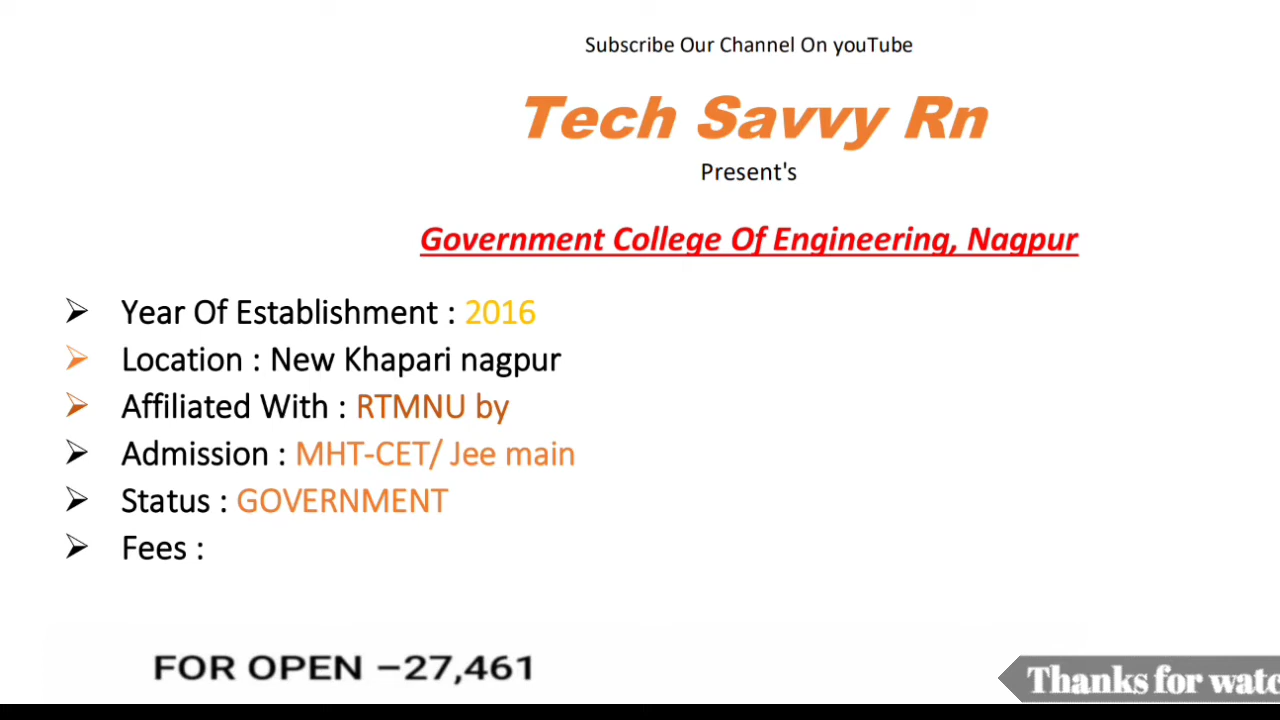 Subscribe Our Channel On youTube
Tech Savvy Rn
Present's
Government College Of Engineering, Nagpur
➢ Year Of Establishment : 2016
➢ Location : New Khapari nagpur
➢ Affiliated With : RTMNU by
➢ Admission : MHT-CET/ Jee main
➢ Status : GOVERNMENT
➢ Fees :
FOR OPEN –27,461
Thanks for watc